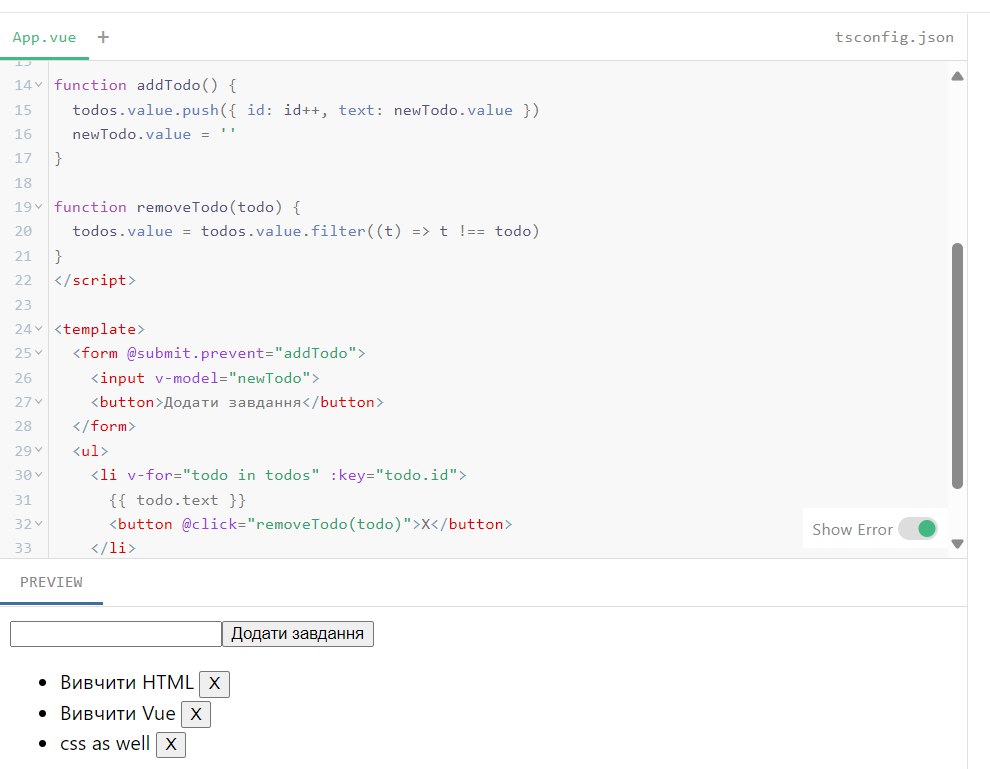 App.vue +
tsconfig.json
13
14 function addTodo() {
15 todos.value.push({ id: id++, text: newTodo.value })
16 newTodo.value = ''
17 }
18
19 function removeTodo(todo) {
20 todos.value = todos.value.filter((t) => t !== todo)
21 }
22 </script>
23
24 <template>
25 <form @submit.prevent="addTodo">
26 <input v-model="newTodo">
27 <button>Додати завдання</button>
28 </form>
29 <ul>
30 <li v-for="todo in todos" :key="todo.id">
31 {{ todo.text }}
32 <button @click="removeTodo(todo)">X</button>
33 </li>
Show Error
PREVIEW
Додати завдання
• Вивчити HTML X
• Вивчити Vue X
• css as well X